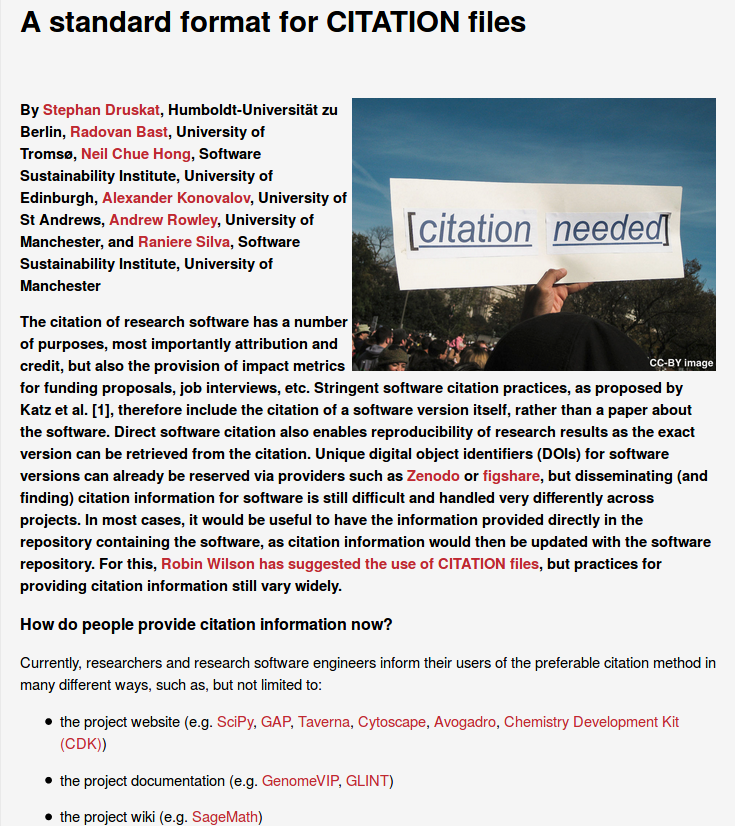 A standard format for CITATION files
By Stephan Druskat, Humboldt-Universität zu
Berlin, Radovan Bast, University of
Tromsø, Neil Chue Hong, Software
Sustainability Institute, University of
Edinburgh, Alexander Konovalov, University of
St Andrews, Andrew Rowley, University of
Manchester, and Raniere Silva, Software
Sustainability Institute, University of
Manchester
[citation needed]
CC-BY image
The citation of research software has a number
of purposes, most importantly attribution and
credit, but also the provision of impact metrics
for funding proposals, job interviews, etc. Stringent software citation practices, as proposed by
Katz et al. [1], therefore include the citation of a software version itself, rather than a paper about
the software. Direct software citation also enables reproducibility of research results as the exact
version can be retrieved from the citation. Unique digital object identifiers (DOIs) for software
versions can already be reserved via providers such as Zenodo or figshare, but disseminating (and
finding) citation information for software is still difficult and handled very differently across
projects. In most cases, it would be useful to have the information provided directly in the
repository containing the software, as citation information would then be updated with the software
repository. For this, Robin Wilson has suggested the use of CITATION files, but practices for
providing citation information still vary widely.
How do people provide citation information now?
Currently, researchers and research software engineers inform their users of the preferable citation method in
many different ways, such as, but not limited to:
• the project website (e.g. SciPy, GAP, Taverna, Cytoscape, Avogadro, Chemistry Development Kit
(CDK))
• the project documentation (e.g. GenomeVIP, GLINT)
• the project wiki (e.g. SageMath)